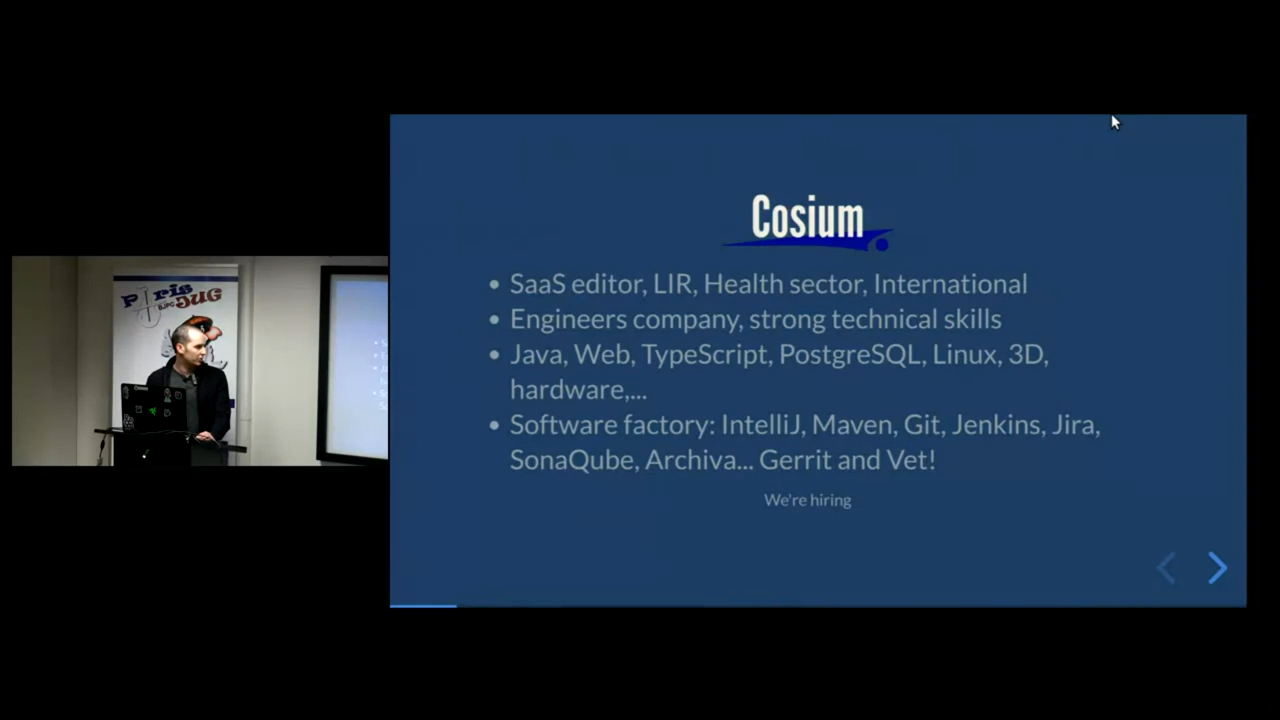 Paris
JUG
Cosium
SaaS editor, LIR, Health sector, International
Engineers company, strong technical skills
Java, Web, TypeScript, PostgreSQL, Linux, 3D,
hardware,...
Software factory: IntelliJ, Maven, Git, Jenkins, Jira,
SonaQube, Archiva... Gerrit and Vet!
We're hiring